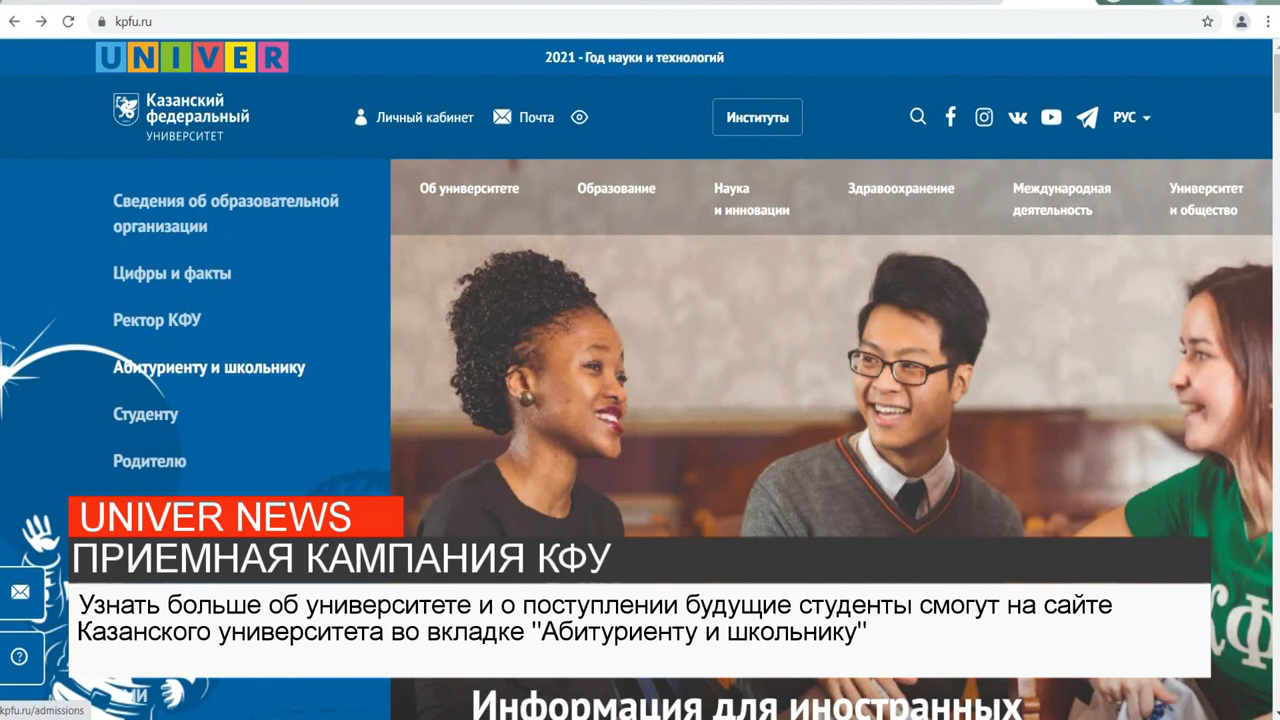 kpfu.ru
UNIVER
2021 - Год науки и технологий
Казанский
федеральный
УНИВЕРСИТЕТ
Личный кабинет
Почта
Институты
РУС
Об университете
Образование
Наука
и инновации
Здравоохранение
Международная
деятельность
Университет
и общество
Сведения об образовательной
организации
Цифры и факты
Ректор КФУ
Абитуриенту и школьнику
Студенту
Родителю
UNIVER NEWS
ПРИЕМНАЯ КАМПАНИЯ КФУ
Узнать больше об университете и о поступлении будущие студенты смогут на сайте
Казанского университета во вкладке "Абитуриенту и школьнику"
КФ
Информация для иностранных
kpfu.ru/admissions